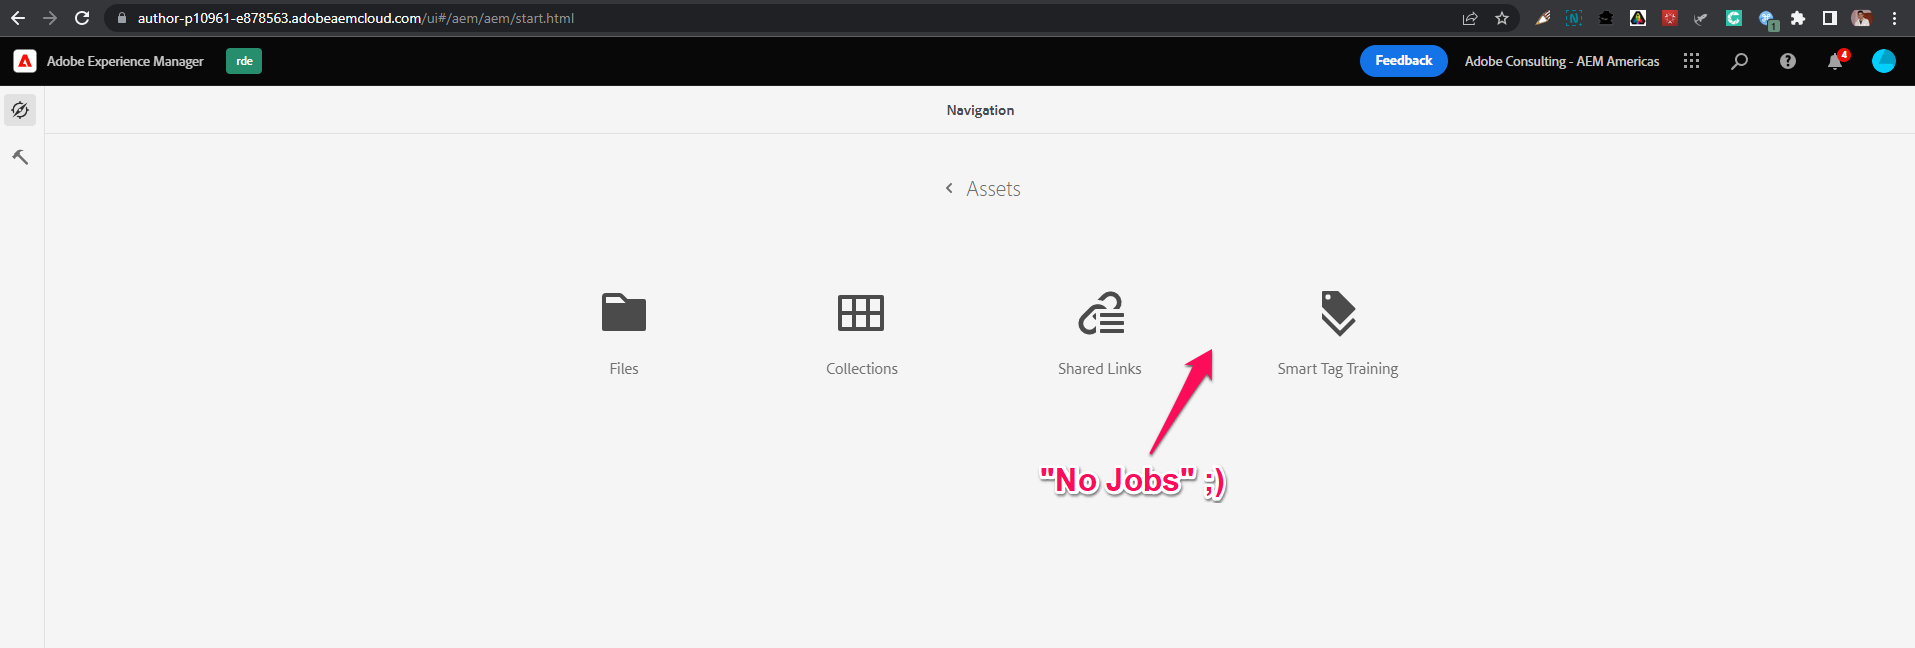 author-p10961-e878563.adobeaemcloud.com/ui#/aem/aem/start.html
1
Adobe Experience Manager
rde
Feedback
Adobe Consulting - AEM Americas
4
Navigation
Assets
Files
Collections
Shared Links
Smart Tag Training
"No Jobs" ;)